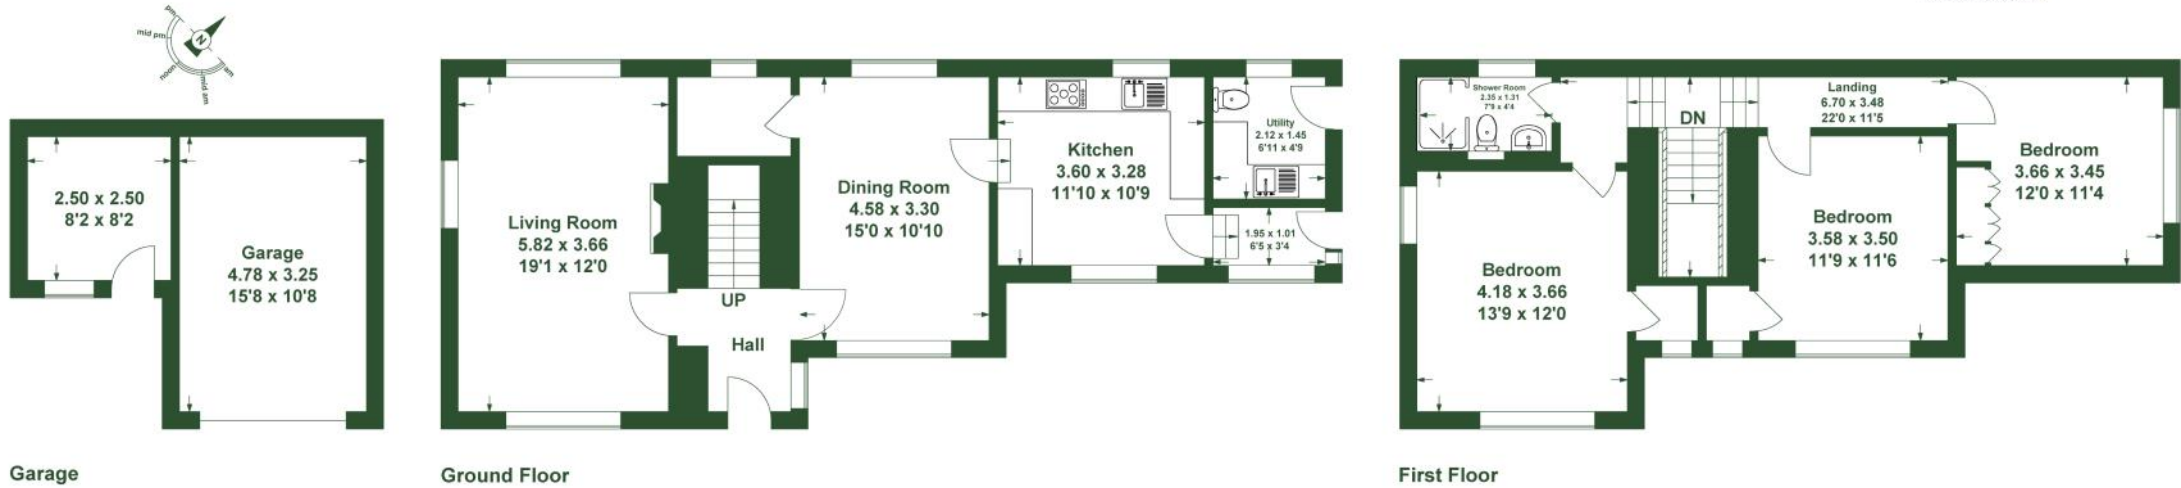 pm
mid pm
N
noon
mid am
am
2.50 x 2.50
8'2 x 8'2
Garage
4.78 x 3.25
15'8 x 10'8
Garage
Living Room
5.82 x 3.66
19'1 x 12'0
UP
Hall
Dining Room
4.58 x 3.30
15'0 x 10'10
Kitchen
3.60 x 3.28
11'10 x 10'9
Utility
2.12 x 1.45
6'11 x 4'9
1.95 x 1.01
6'5 x 3'4
Ground Floor
Shower Room
2.35 x 1.31
7'9 x 4'4
DN
Landing
6.70 x 3.48
22'0 x 11'5
Bedroom
3.66 x 3.45
12'0 x 11'4
Bedroom
3.58 x 3.50
11'9 x 11'6
Bedroom
4.18 x 3.66
13'9 x 12'0
First Floor